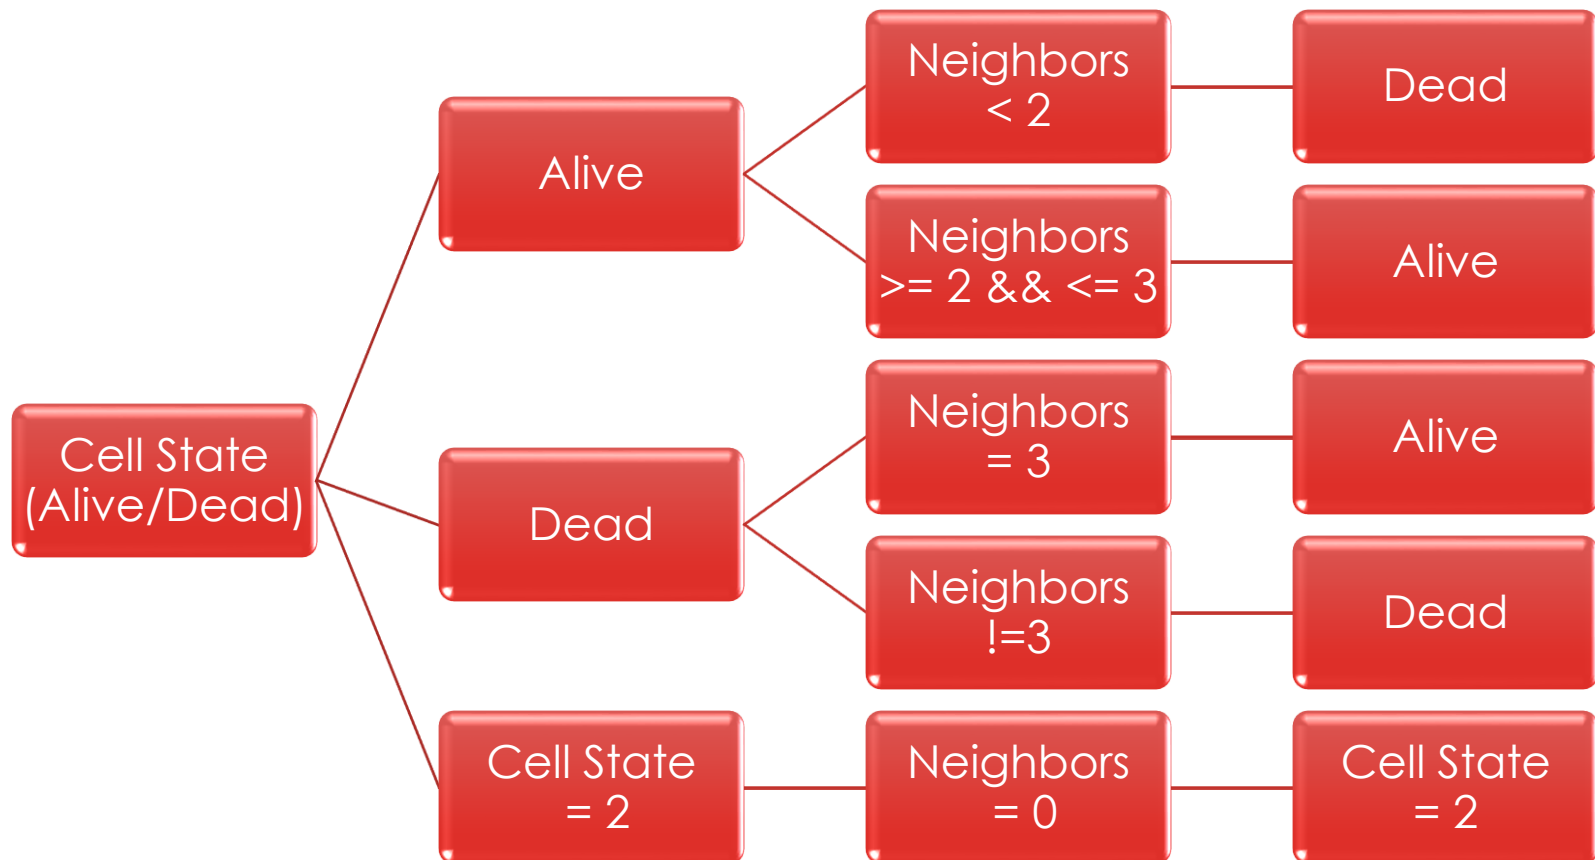 Cell State
(Alive/Dead)
Alive
Neighbors
< 2
Dead
Neighbors
>= 2 && <= 3
Alive
Dead
Neighbors
= 3
Alive
Neighbors
!=3
Dead
Cell State
= 2
Neighbors
= 0
Cell State
= 2